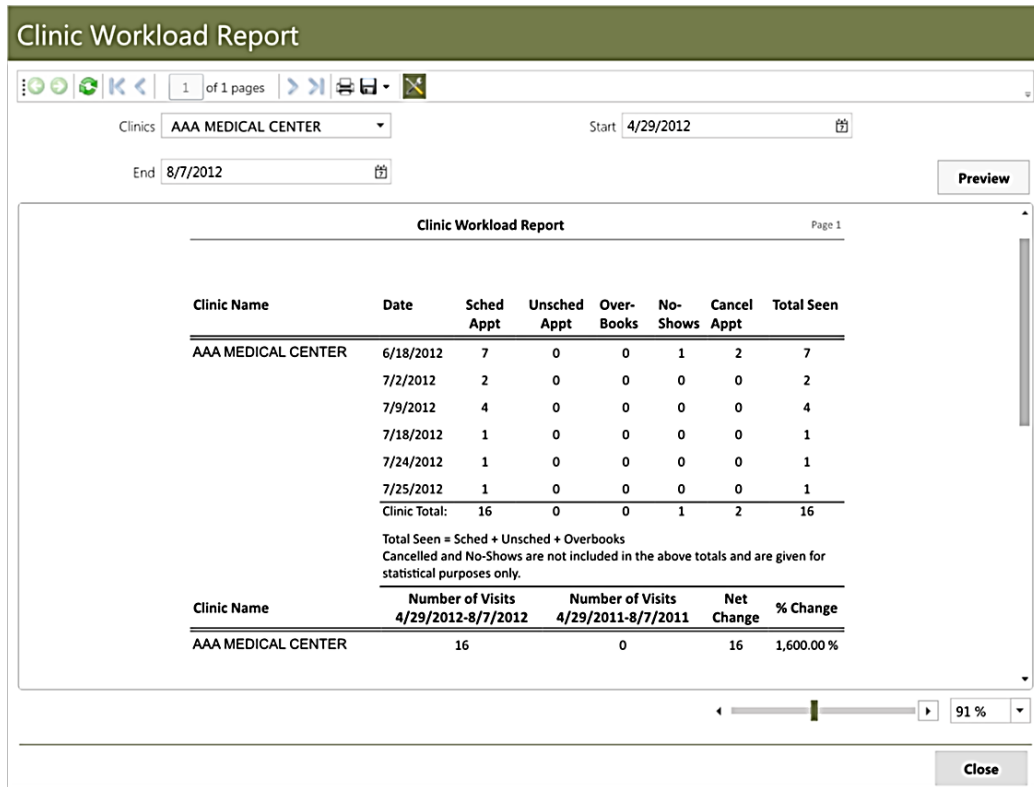 Clinic Workload Report
1 of 1 pages
Clinics AAA MEDICAL CENTER Start 4/29/2012
End 8/7/2012
Preview
Clinic Workload Report Page 1
Clinic Name Date Sched Appt Unsched Appt Over-Books No-Shows Cancel Appt Total Seen
AAA MEDICAL CENTER 6/18/2012 7 0 0 1 2 7
7/2/2012 2 0 0 0 0 2
7/9/2012 4 0 0 0 0 4
7/18/2012 1 0 0 0 0 1
7/24/2012 1 0 0 0 0 1
7/25/2012 1 0 0 0 0 1
Clinic Total: 16 0 0 1 2 16
Total Seen = Sched + Unsched + Overbooks
Cancelled and No-Shows are not included in the above totals and are given for
statistical purposes only.
Clinic Name Number of Visits 4/29/2012-8/7/2012 Number of Visits 4/29/2011-8/7/2011 Net Change % Change
AAA MEDICAL CENTER 16 0 16 1,600.00 %
91 %
Close